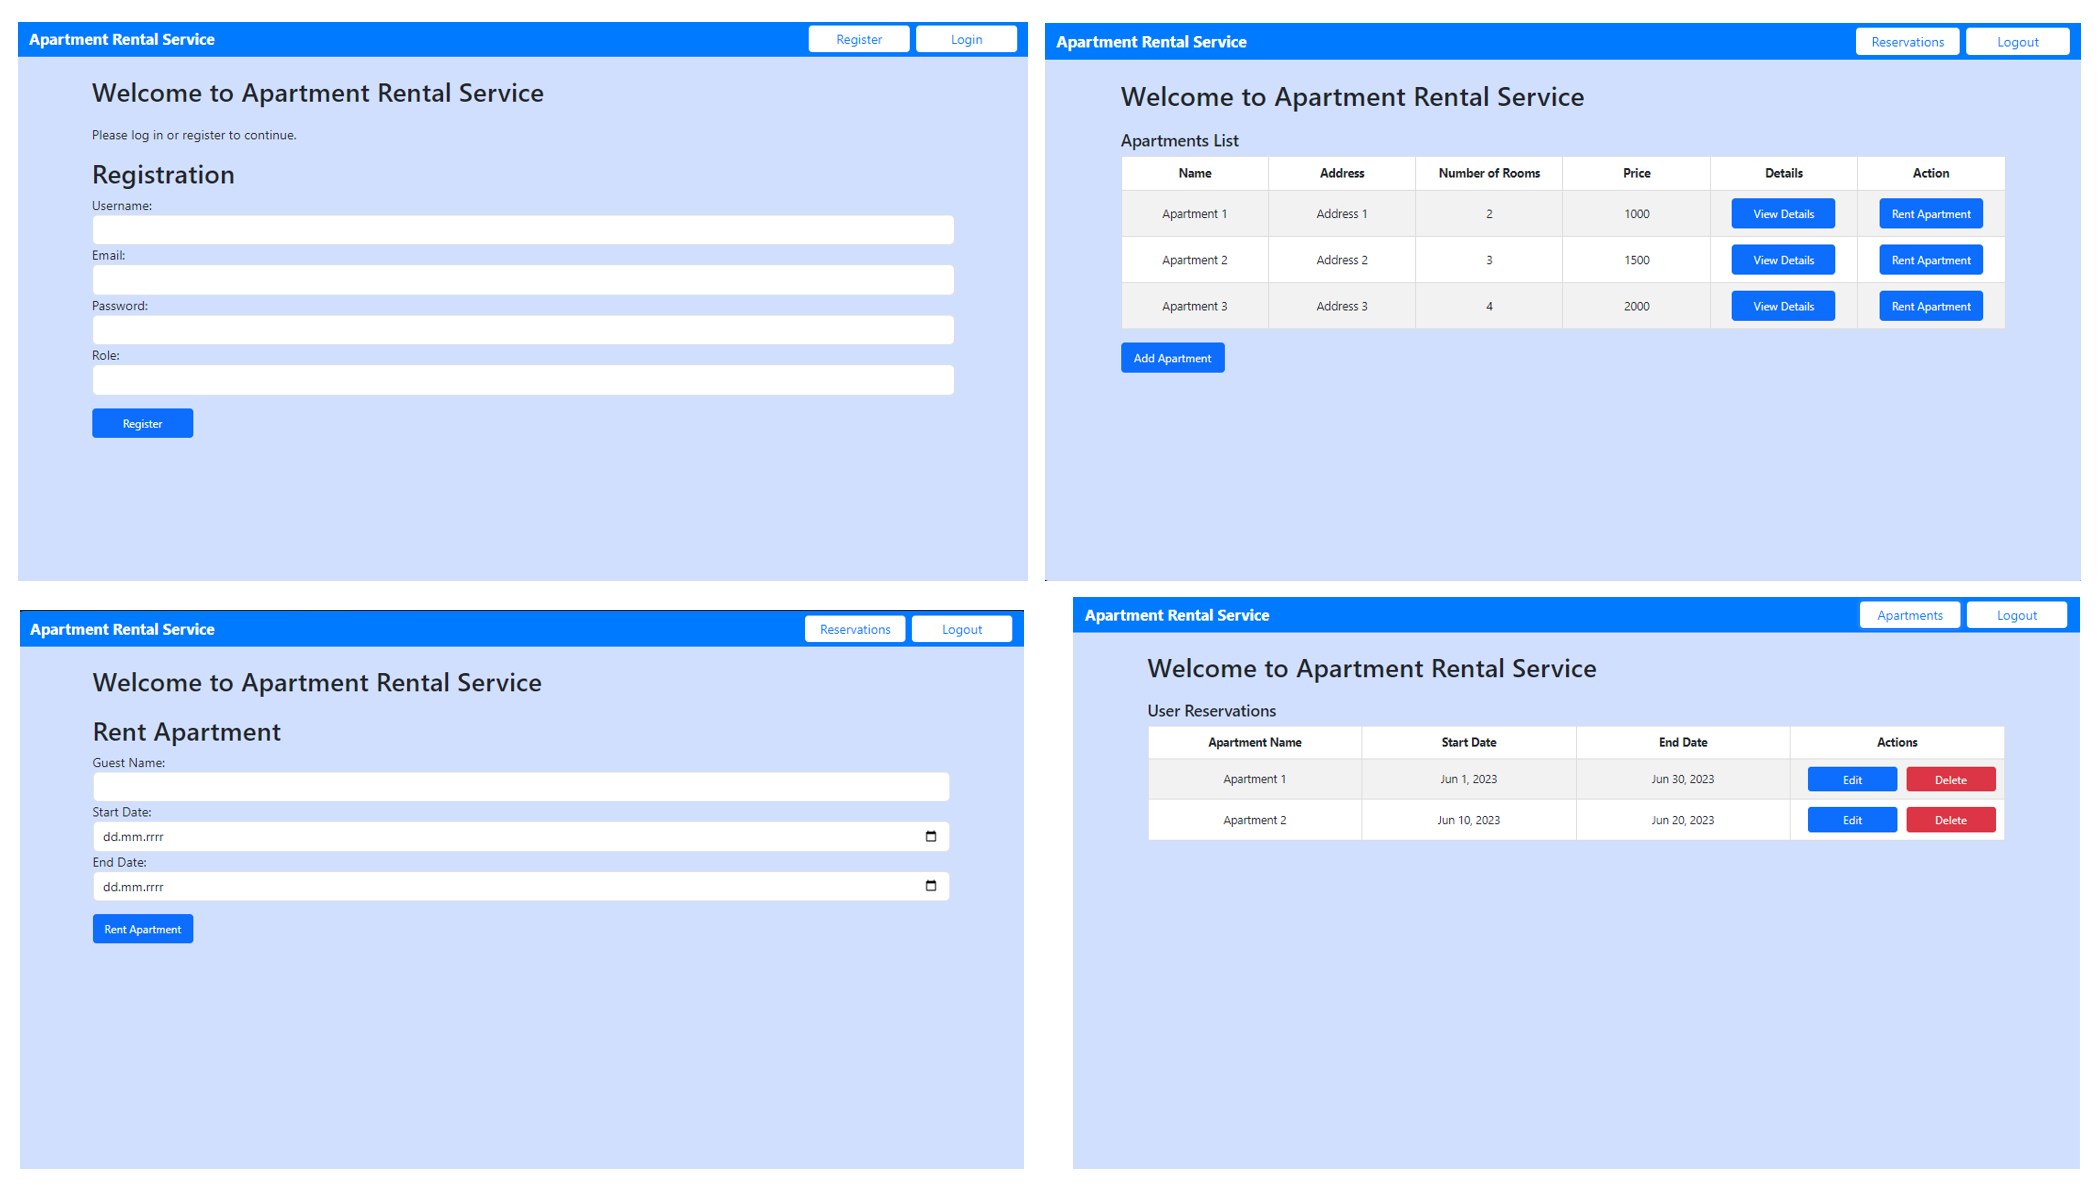 Apartment Rental Service Register Login
Welcome to Apartment Rental Service
Please log in or register to continue.
Registration
Username:
Email:
Password:
Role:
Register
Apartment Rental Service Reservations Logout
Welcome to Apartment Rental Service
Apartments List
Name Address Number of Rooms Price Details Action
Apartment 1 Address 1 2 1000 View Details Rent Apartment
Apartment 2 Address 2 3 1500 View Details Rent Apartment
Apartment 3 Address 3 4 2000 View Details Rent Apartment
Add Apartment
Apartment Rental Service Reservations Logout
Welcome to Apartment Rental Service
Rent Apartment
Guest Name:
Start Date:
dd.mm.rrrr
End Date:
dd.mm.rrrr
Rent Apartment
Apartment Rental Service Apartments Logout
Welcome to Apartment Rental Service
User Reservations
Apartment Name Start Date End Date Actions
Apartment 1 Jun 1, 2023 Jun 30, 2023 Edit Delete
Apartment 2 Jun 10, 2023 Jun 20, 2023 Edit Delete